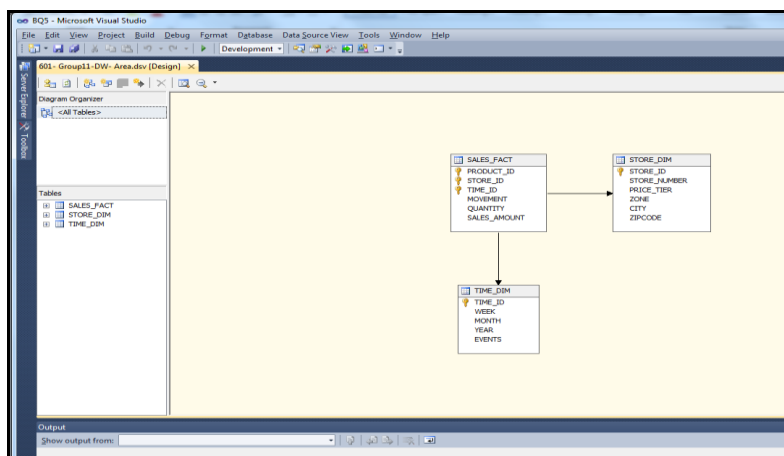 BQ5 - Microsoft Visual Studio
File Edit View Project Build Debug Format Database Data Source View Tools Window Help
Development
601- Group11-DW- Area.dsv [Design]
Server Explorer
Toolbox
Diagram Organizer
<All Tables>
Tables
SALES_FACT
STORE_DIM
TIME_DIM
SALES_FACT
PRODUCT_ID
STORE_ID
TIME_ID
MOVEMENT
QUANTITY
SALES_AMOUNT
STORE_DIM
STORE_ID
STORE_NUMBER
PRICE_TIER
ZONE
CITY
ZIPCODE
TIME_DIM
TIME_ID
WEEK
MONTH
YEAR
EVENTS
Output
Show output from: